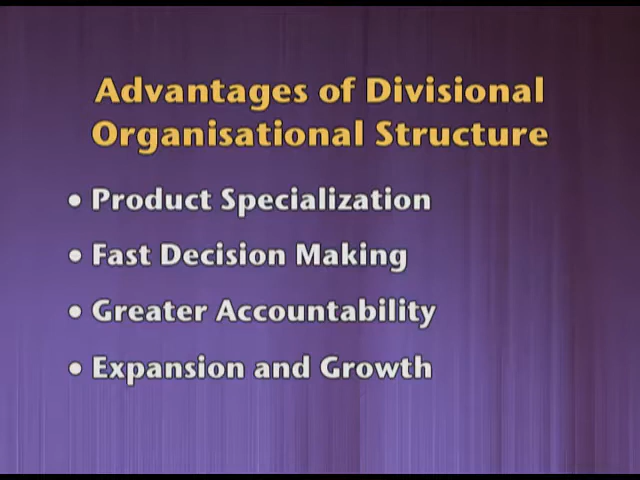 Advantages of Divisional
Organisational Structure
• Product Specialization
• Fast Decision Making
• Greater Accountability
• Expansion and Growth